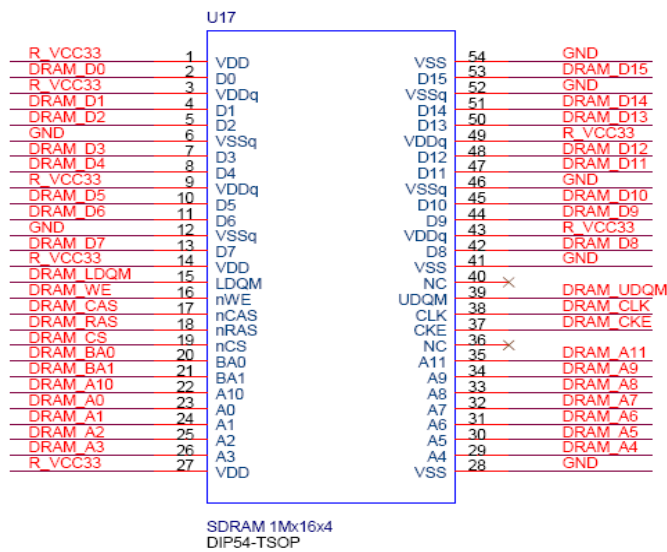 U17
R_VCC33 1 VDD VSS 54 GND
DRAM_D0 2 D0 D15 53 DRAM_D15
R_VCC33 3 VDDq VSSq 52 GND
DRAM_D1 4 D1 D14 51 DRAM_D14
DRAM_D2 5 D2 D13 50 DRAM_D13
GND 6 VSSq VDDq 49 R_VCC33
DRAM_D3 7 D3 D12 48 DRAM_D12
DRAM_D4 8 D4 D11 47 DRAM_D11
R_VCC33 9 VDDq VSSq 46 GND
DRAM_D5 10 D5 D10 45 DRAM_D10
DRAM_D6 11 D6 D9 44 DRAM_D9
GND 12 VSSq VDDq 43 R_VCC33
DRAM_D7 13 D7 D8 42 DRAM_D8
R_VCC33 14 VDD VSS 41 GND
DRAM_LDQM 15 LDQM NC 40
DRAM_WE 16 nWE UDQM 39 DRAM_UDQM
DRAM_CAS 17 nCAS CLK 38 DRAM_CLK
DRAM_RAS 18 nRAS CKE 37 DRAM_CKE
DRAM_CS 19 nCS NC 36
DRAM_BA0 20 BA0 A11 35 DRAM_A11
DRAM_BA1 21 BA1 A9 34 DRAM_A9
DRAM_A10 22 A10 A8 33 DRAM_A8
DRAM_A0 23 A0 A7 32 DRAM_A7
DRAM_A1 24 A1 A6 31 DRAM_A6
DRAM_A2 25 A2 A5 30 DRAM_A5
DRAM_A3 26 A3 A4 29 DRAM_A4
R_VCC33 27 VDD VSS 28 GND
SDRAM 1Mx16x4
DIP54-TSOP